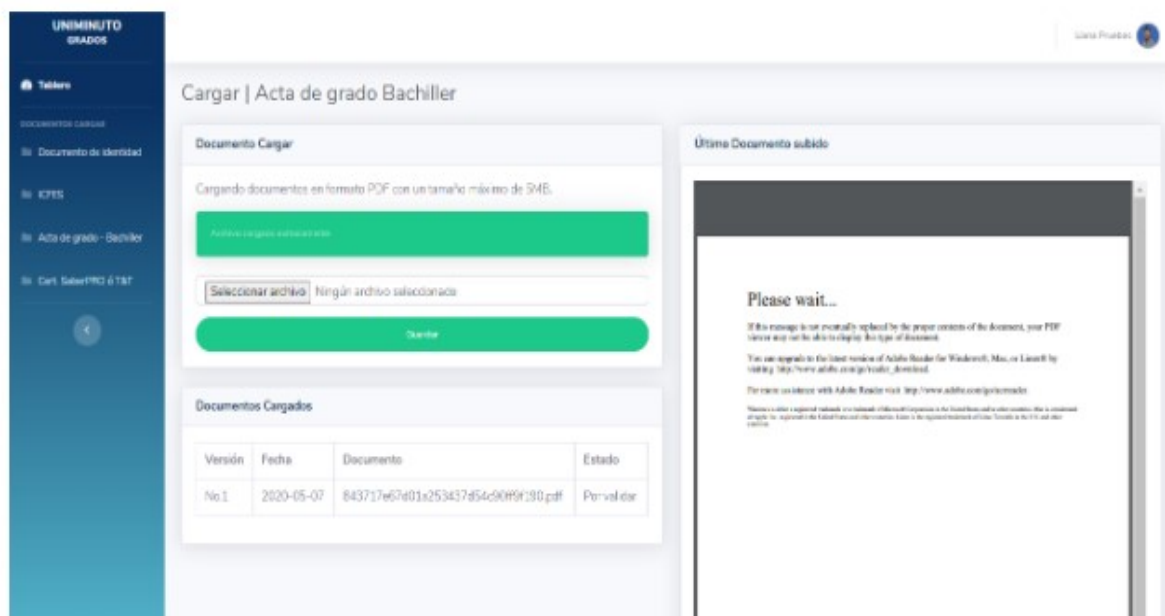 UNIMINUTO
GRADOS
Tablero
DOCUMENTOS CARGAR
Documento de identidad
ICFES
Acta de grado - Bachiller
Cert. SaberPRO ó T&T
Cargar | Acta de grado Bachiller
Documento Cargar
Cargando documentos en formato PDF con un tamaño máximo de 5MB.
Archivo cargado
Seleccionar archivo Ningún archivo seleccionado
Guardar
Documentos Cargados
Versión Fecha Documento Estado
No.1 2020-05-07 Por validar
Último Documento subido
Please wait...
If this message is not eventually replaced by the proper contents of the document, your PDF
viewer may not be able to display this type of document.
You can upgrade to the latest version of Adobe Reader for Windows®, Mac, or Linux® by
visiting http://www.adobe.com/go/reader_download.
For more assistance with Adobe Reader visit http://www.adobe.com/go/acrreader.